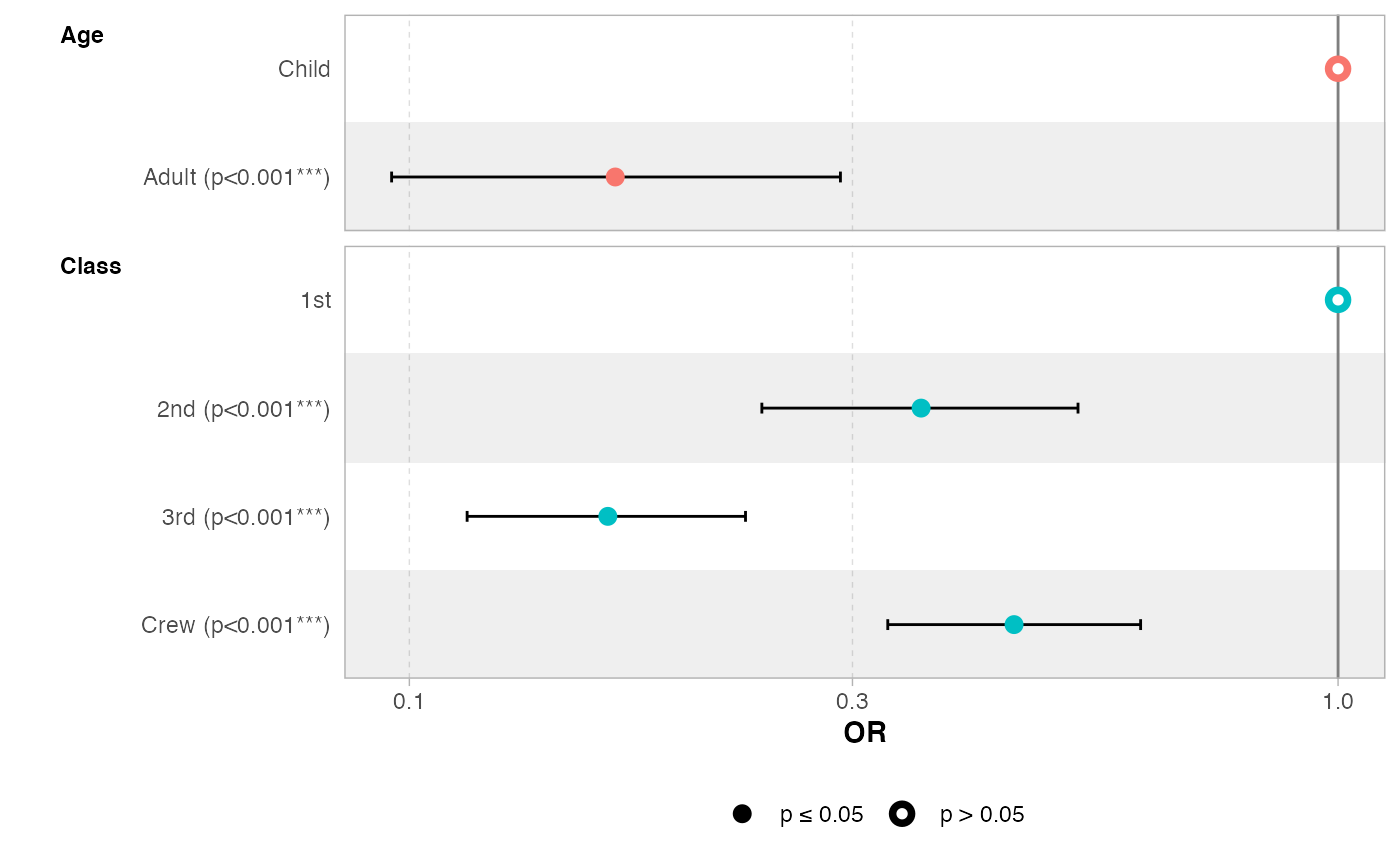 Age
Child
Adult (p<0.001***)
Class
1st
2nd (p<0.001***)
3rd (p<0.001***)
Crew (p<0.001***)
0.1 0.3 1.0
OR
p ≤ 0.05 p > 0.05